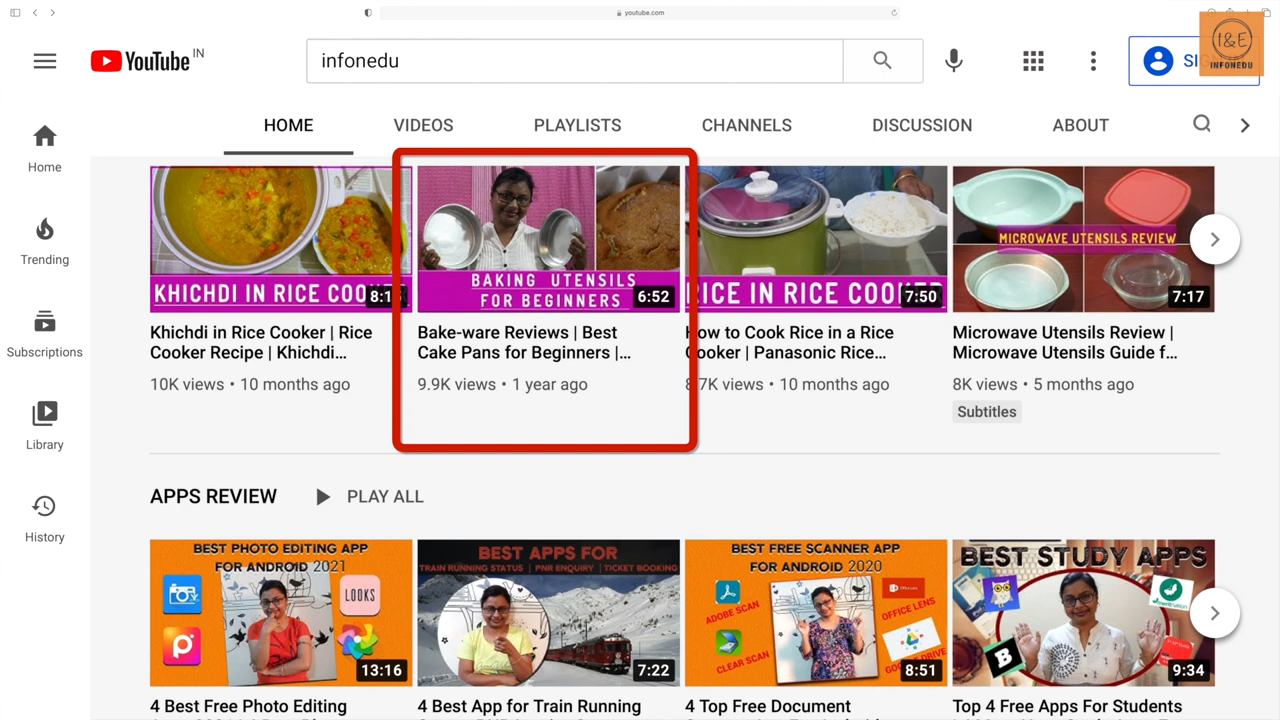 youtube.com
YouTube IN
infonedu
I&E
INFONEDU
HOME
VIDEOS
PLAYLISTS
CHANNELS
DISCUSSION
ABOUT
Home
Trending
Subscriptions
Library
History
KHICHDI IN RICE
Khichdi in Rice Cooker | Rice
Cooker Recipe | Khichdi...
10K views • 10 months ago
BAKING UTENSILS
FOR BEGINNERS
6:52
Bake-ware Reviews | Best
Cake Pans for Beginners |...
9.9K views • 1 year ago
RICE IN RICE
7:50
How to Cook Rice in a Rice
Cooker | Panasonic Rice...
8.7K views • 10 months ago
MICROWAVE UTENSILS REVIEW
7:17
Microwave Utensils Review |
Microwave Utensils Guide f...
8K views • 5 months ago
Subtitles
APPS REVIEW
PLAY ALL
BEST PHOTO EDITING APP
FOR ANDROID 2021
LOOKS
13:16
4 Best Free Photo Editing
BEST APPS FOR
TRAIN RUNNING STATUS | PNR ENQUIRY | TICKET BOOKING
7:22
4 Best App for Train Running
BEST FREE SCANNER APP
FOR ANDROID 2020
ADOBE SCAN
OFFICE LENS
CLEAR SCAN
8:51
4 Top Free Document
BEST STUDY APPS
B
9:34
Top 4 Free Apps For Students